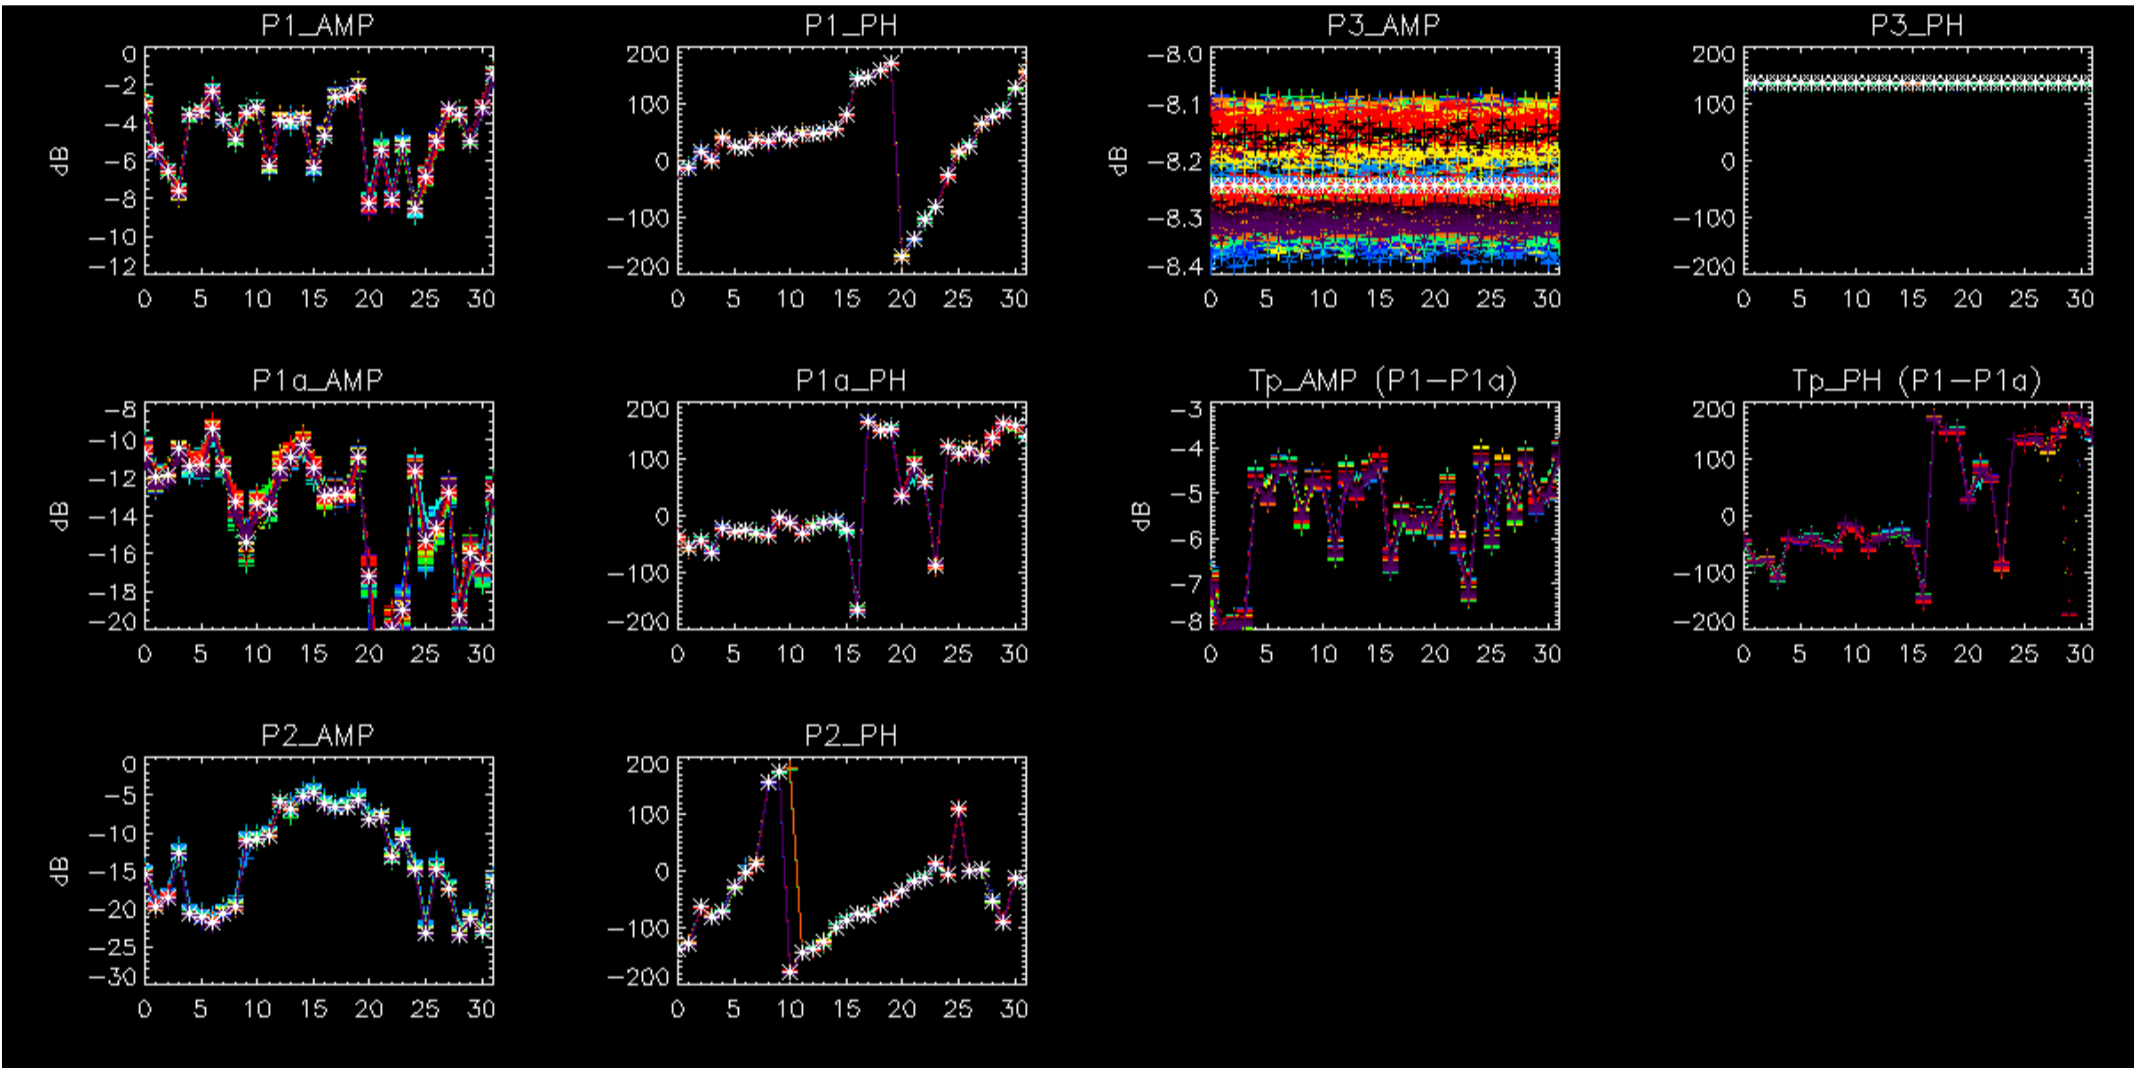 P1_AMP
P1_PH
P3_AMP
P3_PH
dB
0
-2
-4
-6
-8
-10
-12
0 5 10 15 20 25 30
200
100
0
-100
-200
0 5 10 15 20 25 30
dB
-8.0
-8.1
-8.2
-8.3
-8.4
0 5 10 15 20 25 30
200
100
0
-100
-200
0 5 10 15 20 25 30
P1a_AMP
P1a_PH
Tp_AMP (P1-P1a)
Tp_PH (P1-P1a)
dB
-8
-10
-12
-14
-16
-18
-20
0 5 10 15 20 25 30
200
100
0
-100
-200
0 5 10 15 20 25 30
dB
-3
-4
-5
-6
-7
-8
0 5 10 15 20 25 30
200
100
0
-100
-200
0 5 10 15 20 25 30
P2_AMP
P2_PH
dB
0
-5
-10
-15
-20
-25
-30
0 5 10 15 20 25 30
200
100
0
-100
-200
0 5 10 15 20 25 30